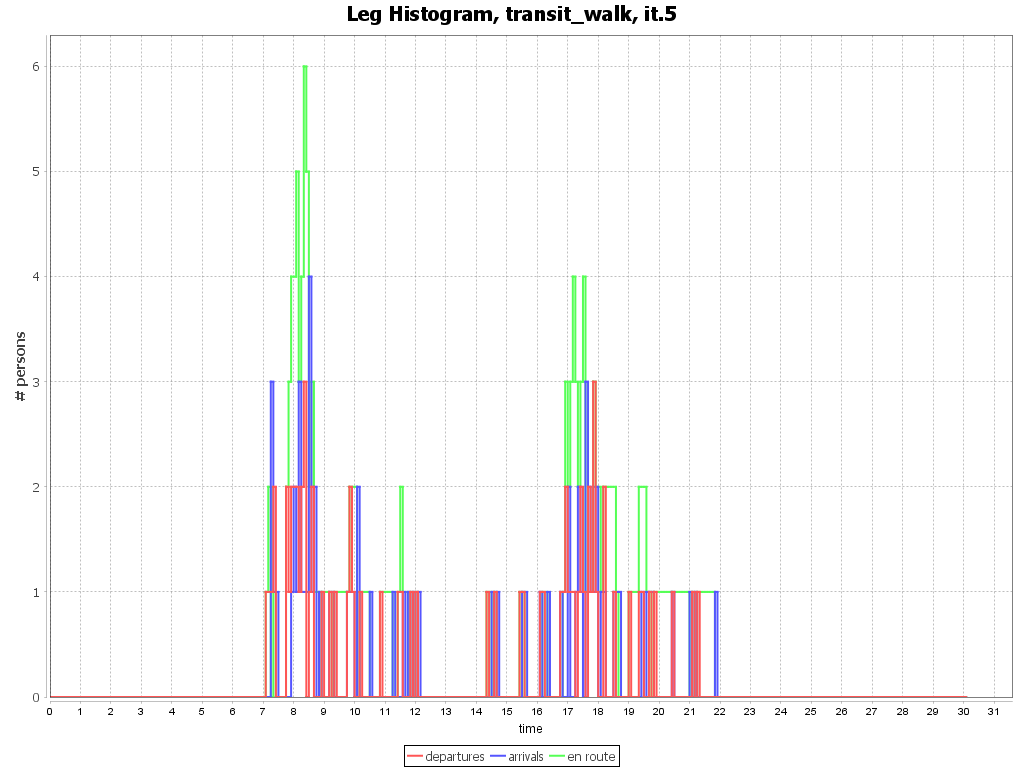 Leg Histogram, transit_walk, it.5
6
5
4
3
2
1
0
# persons
0 1 2 3 4 5 6 7 8 9 10 11 12 13 14 15 16 17 18 19 20 21 22 23 24 25 26 27 28 29 30 31
time
departures arrivals en route